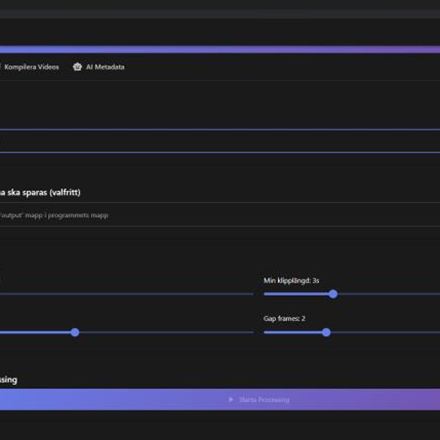 Kompilera Videos AI Metadata
a ska sparas (valfritt)
'output' mapp i programmets mapp
Min klipplängd: 3s
Gap frames: 2
ssing
Starta Processing